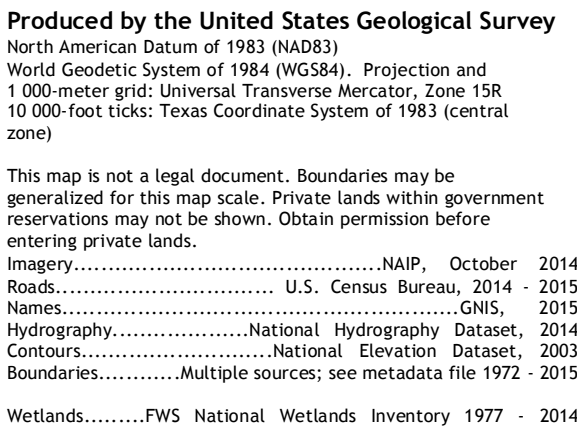 Produced by the United States Geological Survey
North American Datum of 1983 (NAD83)
World Geodetic System of 1984 (WGS84). Projection and
1 000-meter grid: Universal Transverse Mercator, Zone 15R
10 000-foot ticks: Texas Coordinate System of 1983 (central
zone)
This map is not a legal document. Boundaries may be
generalized for this map scale. Private lands within government
reservations may not be shown. Obtain permission before
entering private lands.
Imagery..........................................NAIP, October 2014
Roads.............................. U.S. Census Bureau, 2014 - 2015
Names......................................................GNIS, 2015
Hydrography...................National Hydrography Dataset, 2014
Contours...........................National Elevation Dataset, 2003
Boundaries............Multiple sources; see metadata file 1972 - 2015
Wetlands.........FWS National Wetlands Inventory 1977 - 2014